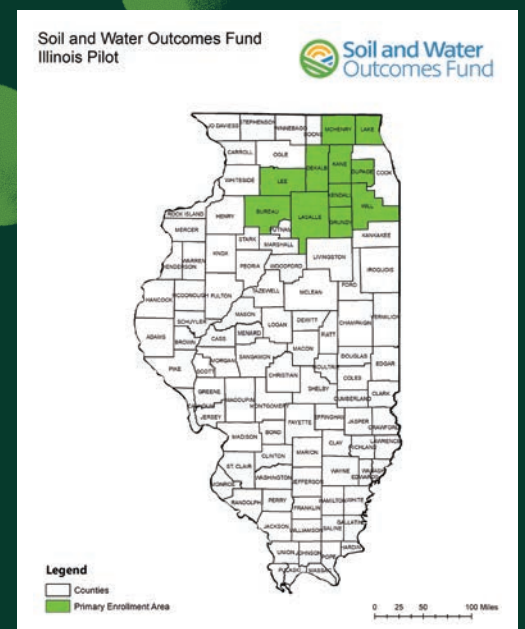 Soil and Water Outcomes Fund
Illinois Pilot
Soil and Water
Outcomes Fund
JO DAVIESS
STEPHENSON
WINNEBAGO
BOONE
MCHENRY
LAKE
CARROLL
OGLE
DEKALB
KANE
DUPAGE
COOK
WHITESIDE
LEE
KENDALL
WILL
ROCK ISLAND
HENRY
BUREAU
LASALLE
GRUNDY
PUTNAM
MERCER
STARK
MARSHALL
KANKAKEE
KNOX
LIVINGSTON
WARREN
HENDERSON
PEORIA
WOODFORD
IROQUOIS
FORD
HANCOCK
MCDONOUGH
FULTON
TAZEWELL
MCLEAN
MASON
SCHUYLER
VERMILION
ADAMS
BROWN
CASS
MENARD
LOGAN
DEWITT
PIATT
CHAMPAIGN
MACON
MORGAN
SANGAMON
DOUGLAS
EDGAR
PIKE
SCOTT
MOULTRIE
COLES
CHRISTIAN
SHELBY
GREENE
MACOUPIN
CUMBERLAND
CLARK
CALHOUN
JERSEY
MONTGOMERY
FAYETTE
EFFINGHAM
JASPER
CRAWFORD
MADISON
BOND
CLAY
RICHLAND
LAWRENCE
CLINTON
MARION
ST. CLAIR
WAYNE
WABASH
EDWARDS
WASHINGTON
JEFFERSON
MONROE
RANDOLPH
PERRY
HAMILTON
WHITE
FRANKLIN
JACKSON
WILLIAMSON
SALINE
GALLATIN
UNION
JOHNSON
POPE
HARDIN
PULASKI
MASSAC
Legend
Counties
Primary Enrollment Area
0 25 50 100 Miles